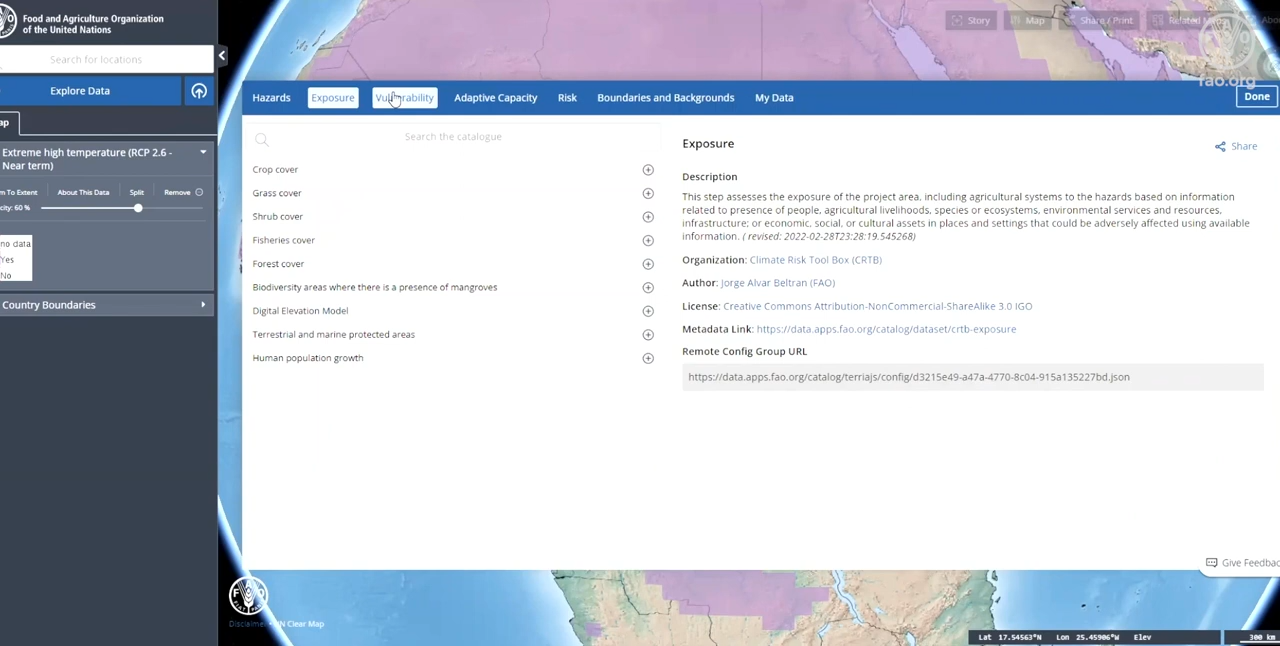 Food and Agriculture Organization
of the United Nations
Search for locations
Explore Data
Extreme high temperature (RCP 2.6 -
Near term)
To Extent
About This Data
Split
Remove
60 %
no data
Yes
No
Country Boundaries
Story
Map
Share / Print
Related Maps
fao.org
Hazards
Exposure
Vulnerability
Adaptive Capacity
Risk
Boundaries and Backgrounds
My Data
Done
Search the catalogue
Crop cover
Grass cover
Shrub cover
Fisheries cover
Forest cover
Biodiversity areas where there is a presence of mangroves
Digital Elevation Model
Terrestrial and marine protected areas
Human population growth
Exposure
Share
Description
This step assesses the exposure of the project area, including agricultural systems to the hazards based on information
related to presence of people, agricultural livelihoods, species or ecosystems, environmental services and resources,
infrastructure; or economic, social, or cultural assets in places and settings that could be adversely affected using available
information. ( revised: 2022-02-28T23:28:19.545268)
Organization: Climate Risk Tool Box (CRTB)
Author: Jorge Alvar Beltran (FAO)
License: Creative Commons Attribution-NonCommercial-ShareAlike 3.0 IGO
Metadata Link: https://data.apps.fao.org/catalog/dataset/crtb-exposure
Remote Config Group URL
https://data.apps.fao.org/catalog/terriajs/config/d3215e49-a47a-4770-8c04-915a135227bd.json
Give Feedbac
FAO
Disclaimer
Clear Map
Lat 17.54563°N Lon 25.45906°W Elev
300 km